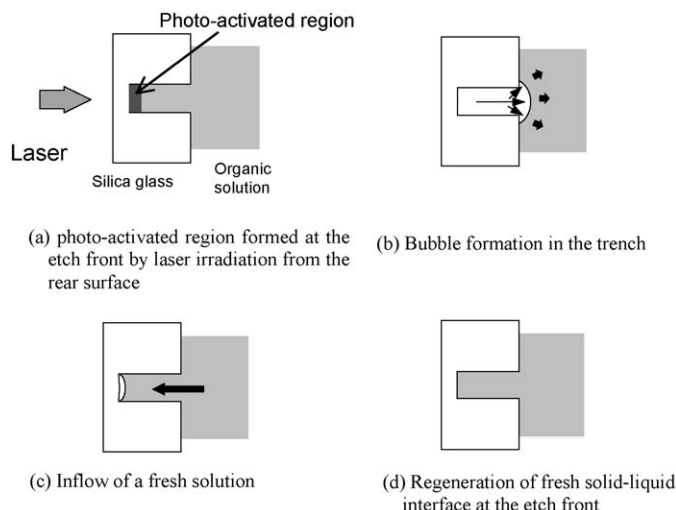 Photo-activated region
Laser
Silica glass
Organic
solution
(a) photo-activated region formed at the
etch front by laser irradiation from the
rear surface
(b) Bubble formation in the trench
(c) Inflow of a fresh solution
(d) Regeneration of fresh solid-liquid
interface at the etch front